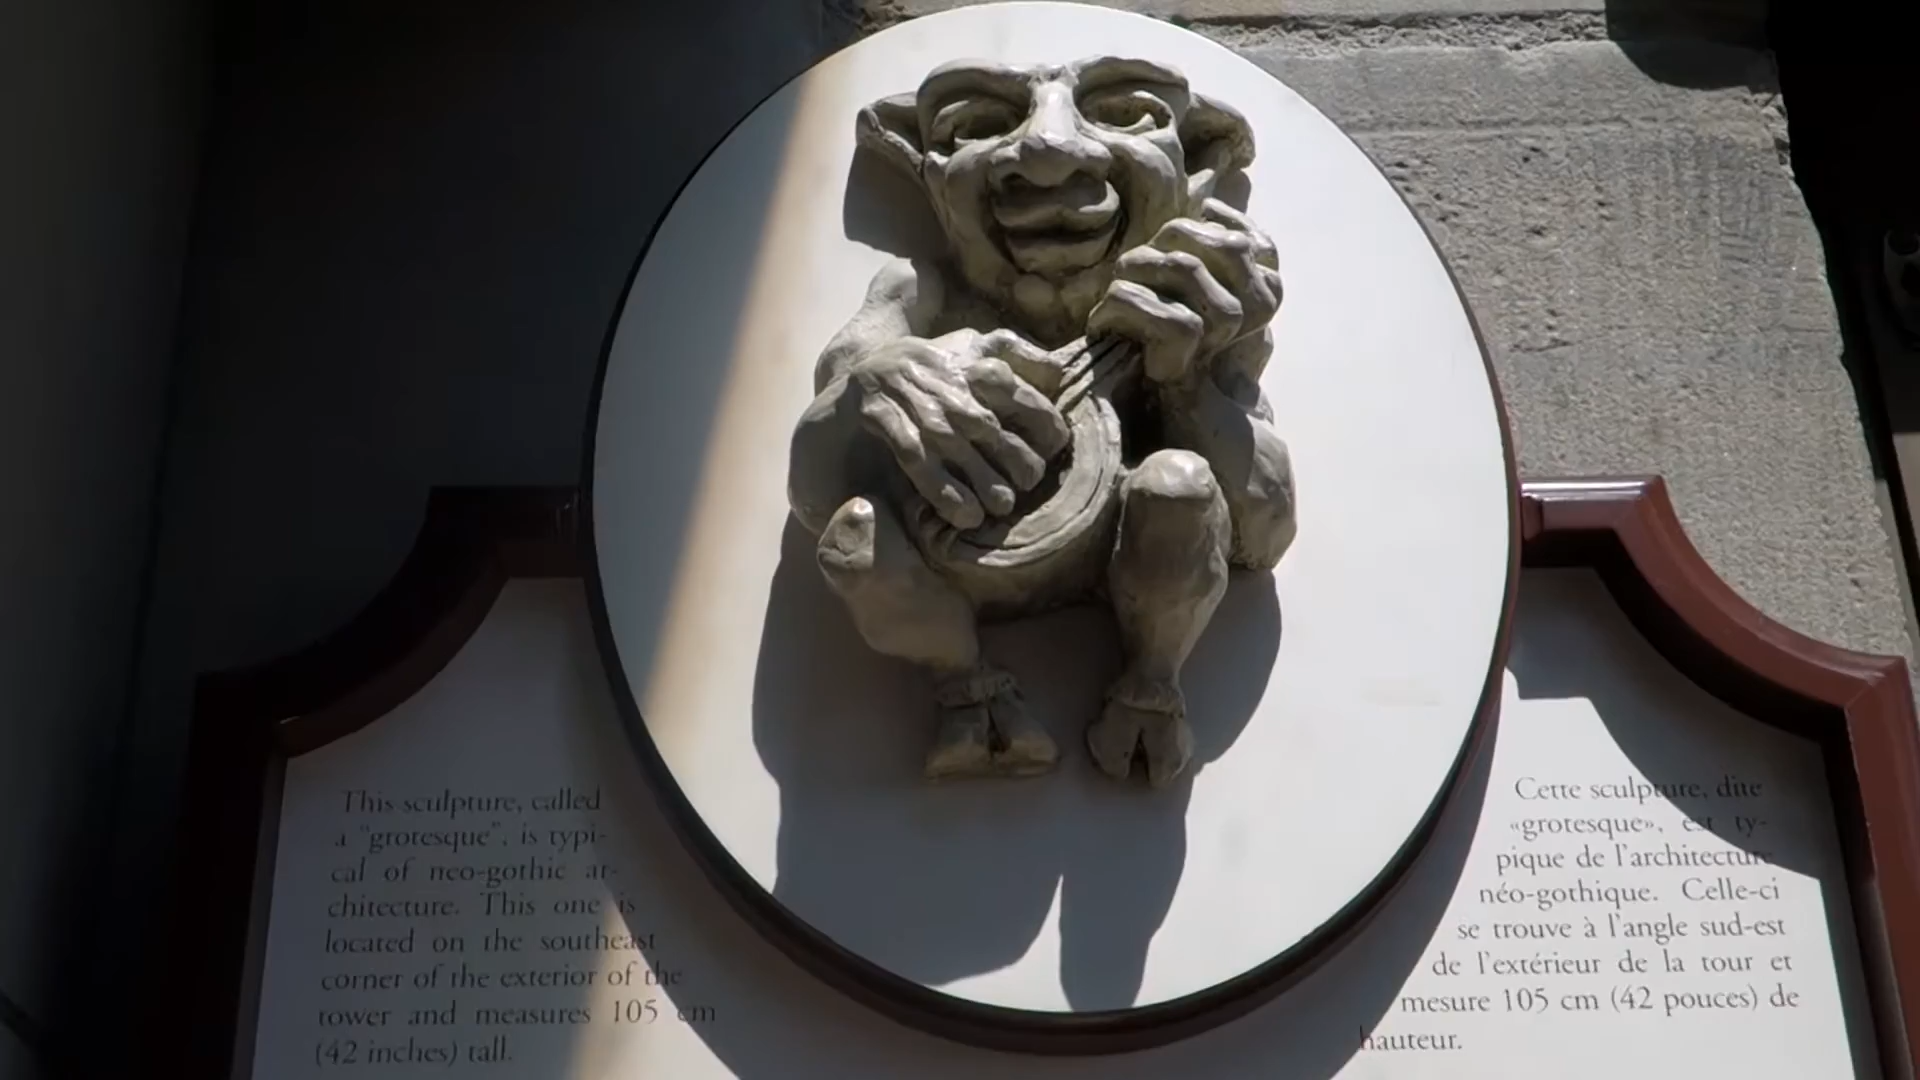 This sculpture, called
a "grotesque", is typi-
cal of neo-gothic ar-
chitecture. This one is
located on the southeast
corner of the exterior of the
tower and measures 105 cm
(42 inches) tall.
Cette sculpture, dite
«grotesque», est ty-
pique de l'architecture
néo-gothique. Celle-ci
se trouve à l'angle sud-est
de l'extérieur de la tour et
mesure 105 cm (42 pouces) de
hauteur.